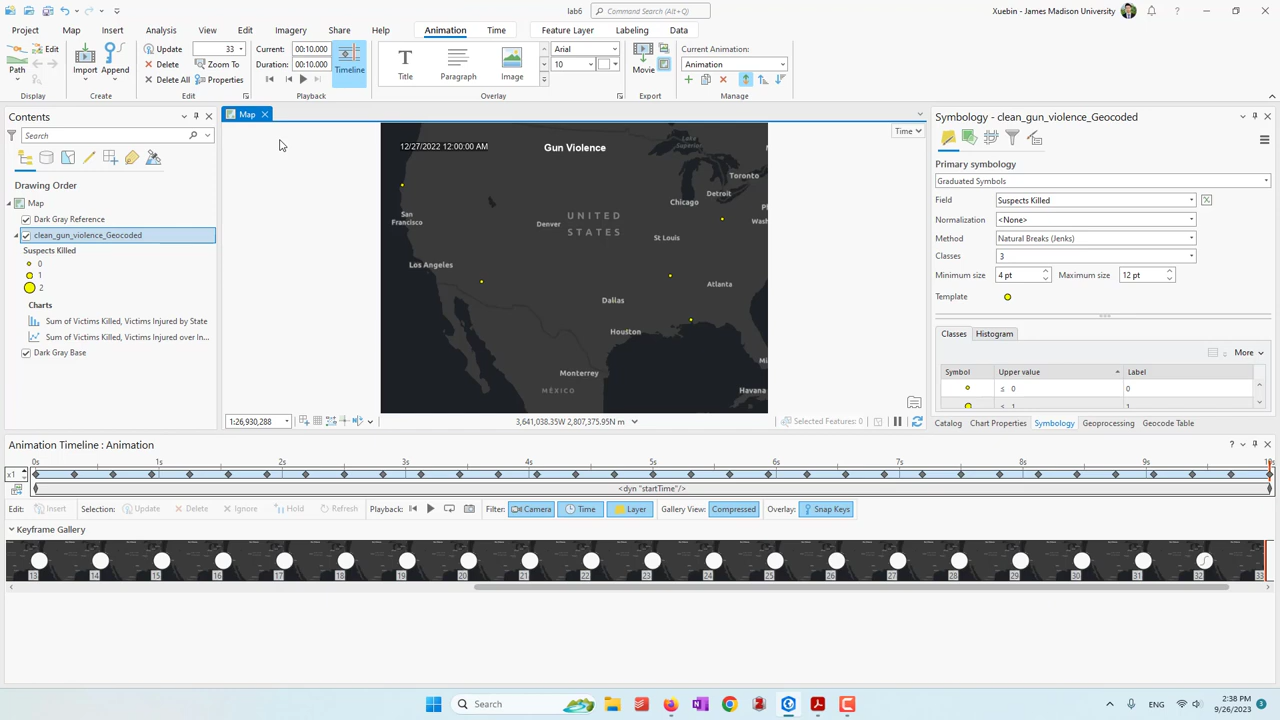 lab6
Command Search (Alt+Q)
Xuebin - James Madison Univer
Project Map Insert Analysis View Edit Imagery Share Help Animation Time Feature Layer Labeling Data
Path
Edit
Display
Import
Append
Create
Update
Delete
Delete All
33
Zoom To
Properties
Edit
Current: 00:10.000
Duration: 00:10.000
Playback
Timeline
Title
Paragraph
Image
Overlay
Arial
10
Movie
Export
Current Animation:
Animation
Manage
Contents
Search
Drawing Order
Map
Dark Gray Reference
clean_gun_violence_Geocoded
Suspects Killed
0
1
2
Charts
Sum of Victims Killed, Victims Injured by State
Sum of Victims Killed, Victims Injured over In...
Dark Gray Base
Map
Time
12/27/2022 12:00:00 AM
Gun Violence
Lake
Superior
Toronto
Detroit
Chicago
San
Francisco
Denver
UNITED
STATES
St Louis
Los Angeles
Atlanta
Dallas
Houston
Monterrey
MÉXICO
Havana
1:26,930,288
3,641,038.35W 2,807,375.95N m
Selected Features: 0
Symbology - clean_gun_violence_Geocoded
Primary symbology
Graduated Symbols
Field Suspects Killed
Normalization <None>
Method Natural Breaks (Jenks)
Classes 3
Minimum size 4 pt Maximum size 12 pt
Template
Classes Histogram
More
Symbol Upper value Label
≤ 0 0
≤ 1 1
Catalog Chart Properties Symbology Geoprocessing Geocode Table
Animation Timeline : Animation
0s 1s 2s 3s 4s 5s 6s 7s 8s 9s 10s
x1
<dyn "startTime"/>
Edit: Insert Selection: Update Delete Ignore Hold Refresh Playback: Filter: Camera Time Layer Gallery View: Compressed Overlay: Snap Keys
Keyframe Gallery
13 14 15 16 17 18 19 20 21 22 23 24 25 26 27 28 29 30 31 32 33
Search
ENG
2:38 PM
9/26/2023